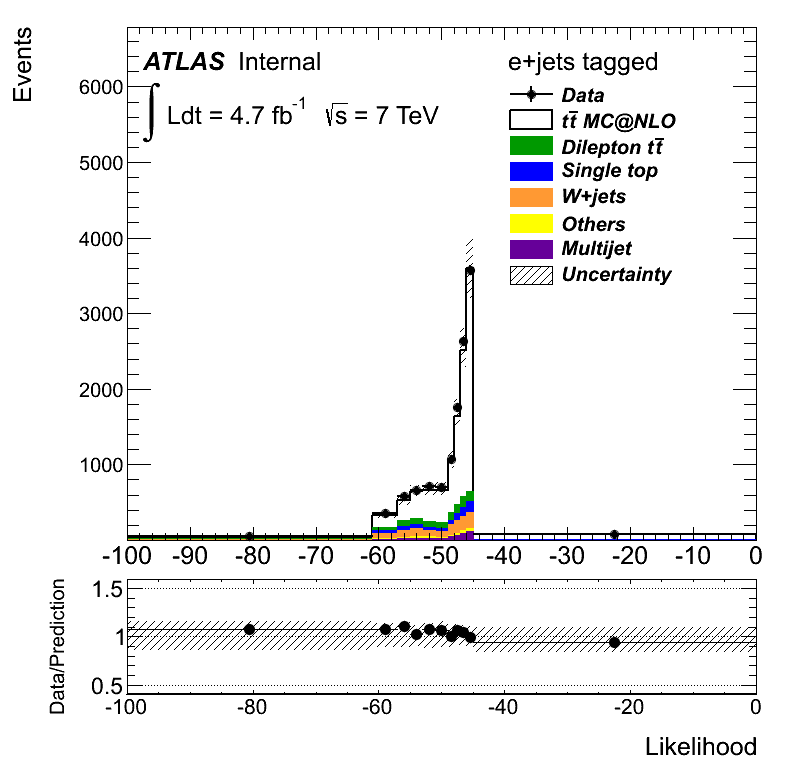 Events
ATLAS Internal
∫ Ldt = 4.7 fb⁻¹ √s = 7 TeV
e+jets tagged
Data
tt̄ MC@NLO
Dilepton tt̄
Single top
W+jets
Others
Multijet
Uncertainty
6000
5000
4000
3000
2000
1000
-100 -90 -80 -70 -60 -50 -40 -30 -20 -10 0
Data/Prediction
1.5
1
0.5
-100 -80 -60 -40 -20 0
Likelihood